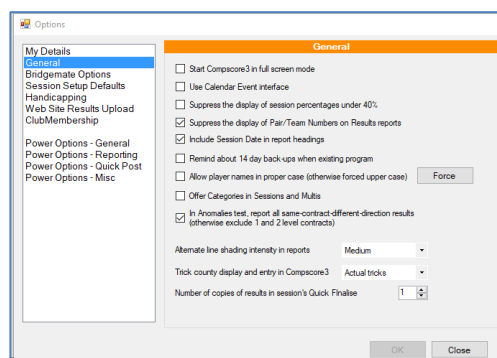 Options
My Details
General
Bridgemate Options
Session Setup Defaults
Handicapping
Web Site Results Upload
ClubMembership
Power Options - General
Power Options - Reporting
Power Options - Quick Post
Power Options - Misc
General
Start Compscore3 in full screen mode
Use Calendar Event interface
Suppress the display of session percentages under 40%
Suppress the display of Pair/Team Numbers on Results reports
Include Session Date in report headings
Remind about 14 day back-ups when existing program
Allow player names in proper case (otherwise forced upper case)
Force
Offer Categories in Sessions and Multis
In Anomalies test, report all same-contract-different-direction results
(otherwise exclude 1 and 2 level contracts)
Alternate line shading intensity in reports
Medium
Trick county display and entry in Compscore3
Actual tricks
Number of copies of results in session's Quick FInalise
1
OK
Close